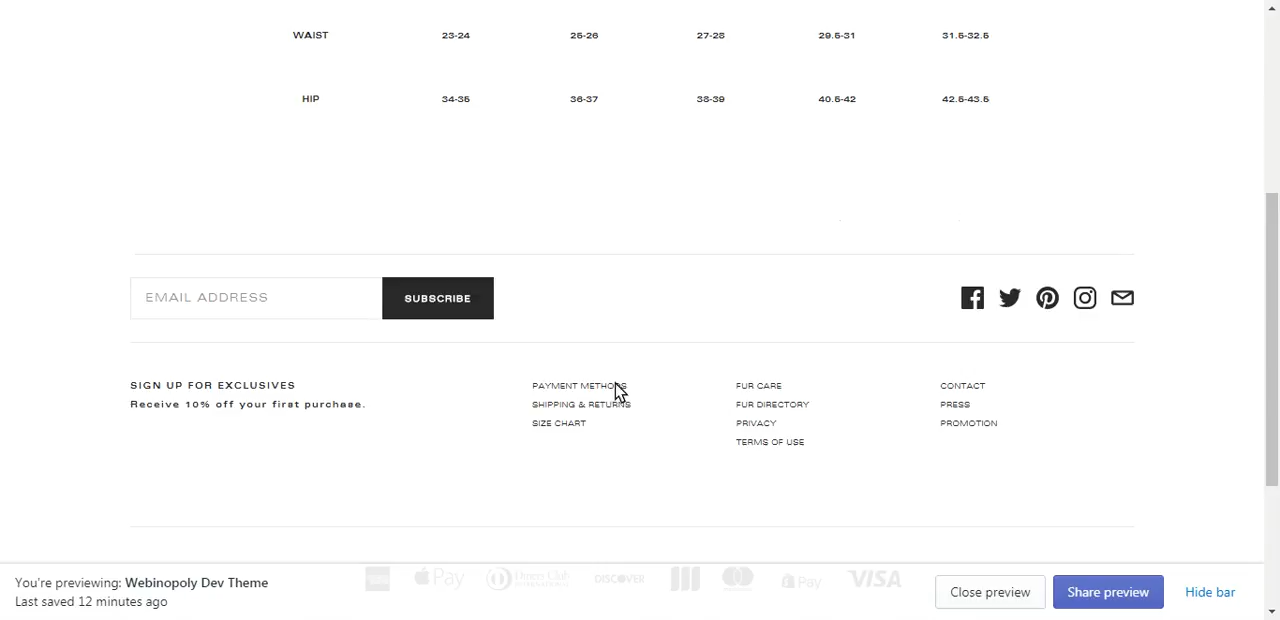 WAIST 23-24 25-26 27-28 29.5-31 31.5-32.5
HIP 34-35 36-37 38-39 40.5-42 42.5-43.5
EMAIL ADDRESS SUBSCRIBE
SIGN UP FOR EXCLUSIVES
Receive 10% off your first purchase.
PAYMENT METHODS
SHIPPING & RETURNS
SIZE CHART
FUR CARE
FUR DIRECTORY
PRIVACY
TERMS OF USE
CONTACT
PRESS
PROMOTION
Pay Diners Club INTERNATIONAL DISCOVER Pay VISA
You're previewing: Webinopoly Dev Theme
Last saved 12 minutes ago
Close preview Share preview Hide bar